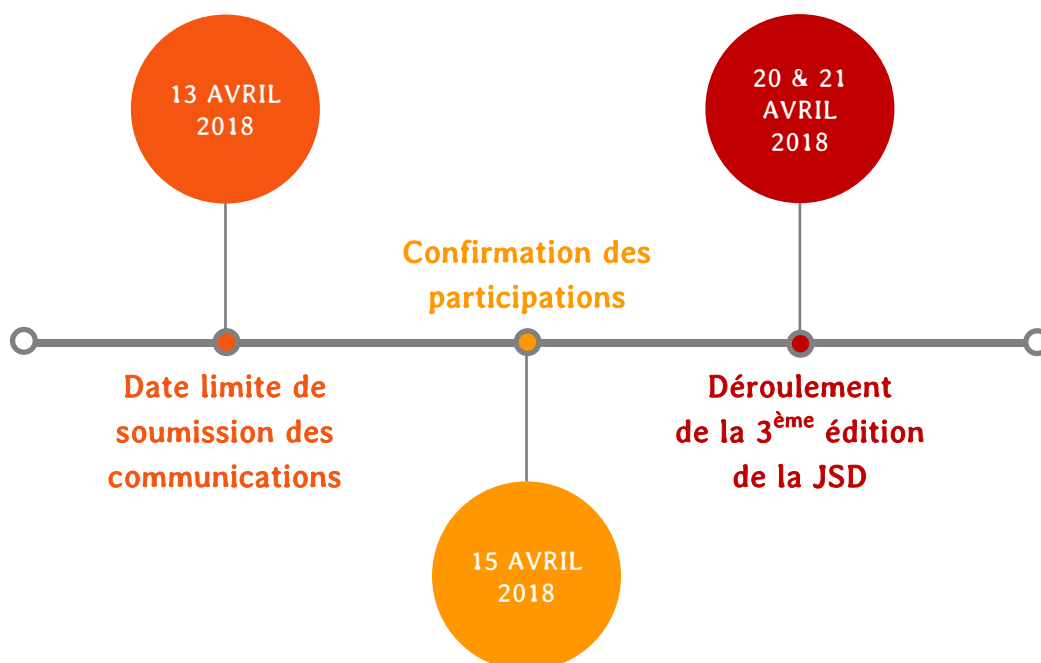 13 AVRIL
2018
20 & 21
AVRIL
2018
Confirmation des
participations
Date limite de
soumission des
communications
Déroulement
de la 3ème édition
de la JSD
15 AVRIL
2018